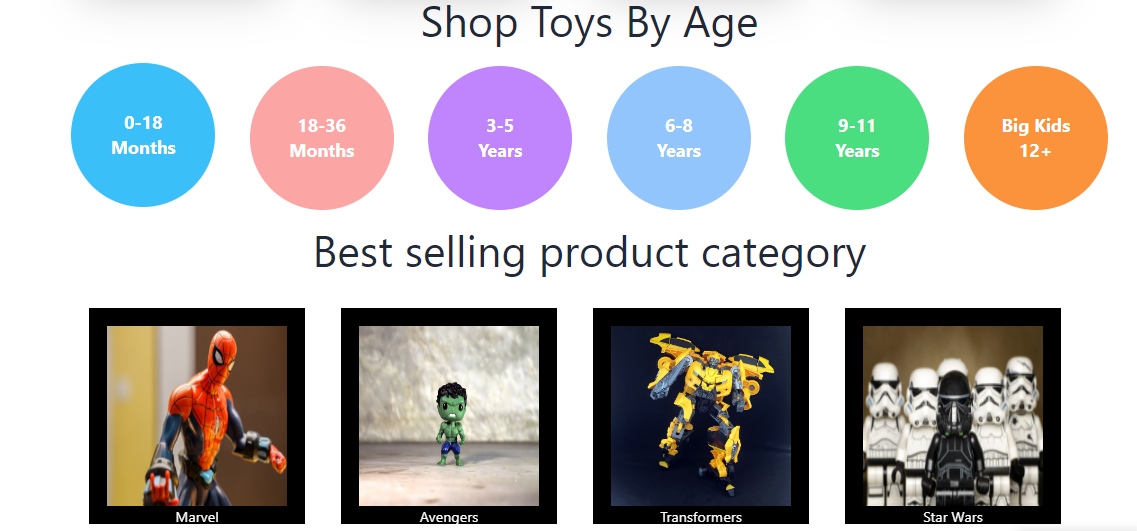 Shop Toys By Age
0-18
Months
18-36
Months
3-5
Years
6-8
Years
9-11
Years
Big Kids
12+
Best selling product category
Marvel
Avengers
Transformers
Star Wars